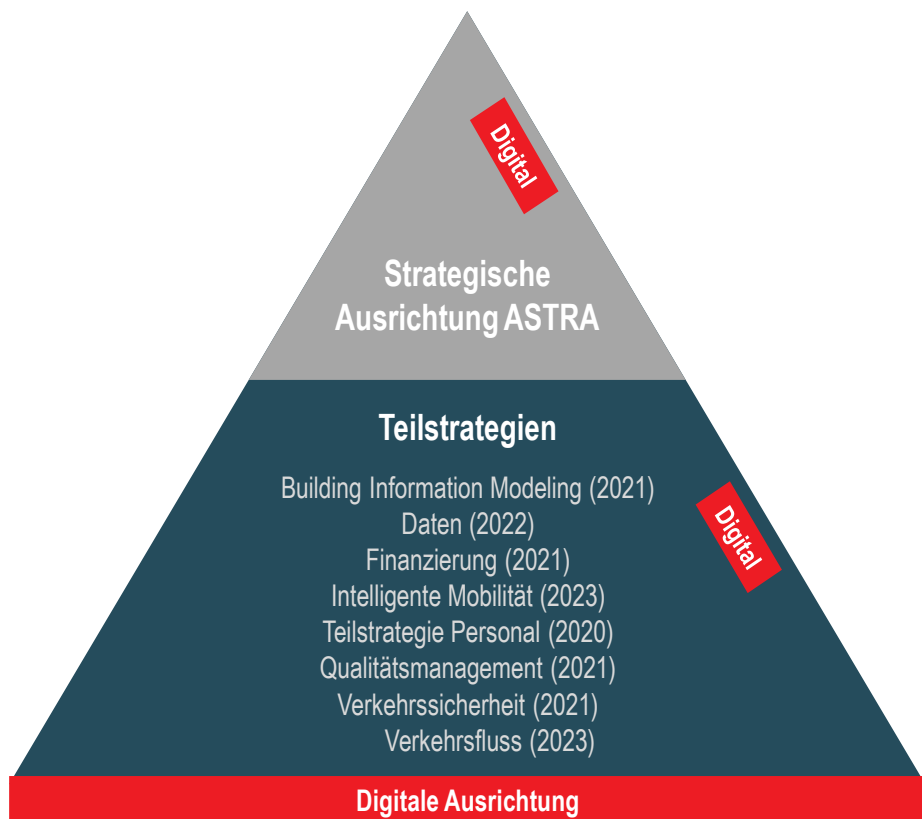 Digital
Strategische
Ausrichtung ASTRA
Teilstrategien
Building Information Modeling (2021)
Daten (2022)
Digital
Finanzierung (2021)
Intelligente Mobilität (2023)
Teilstrategie Personal (2020)
Qualitätsmanagement (2021)
Verkehrssicherheit (2021)
Verkehrsfluss (2023)
Digitale Ausrichtung